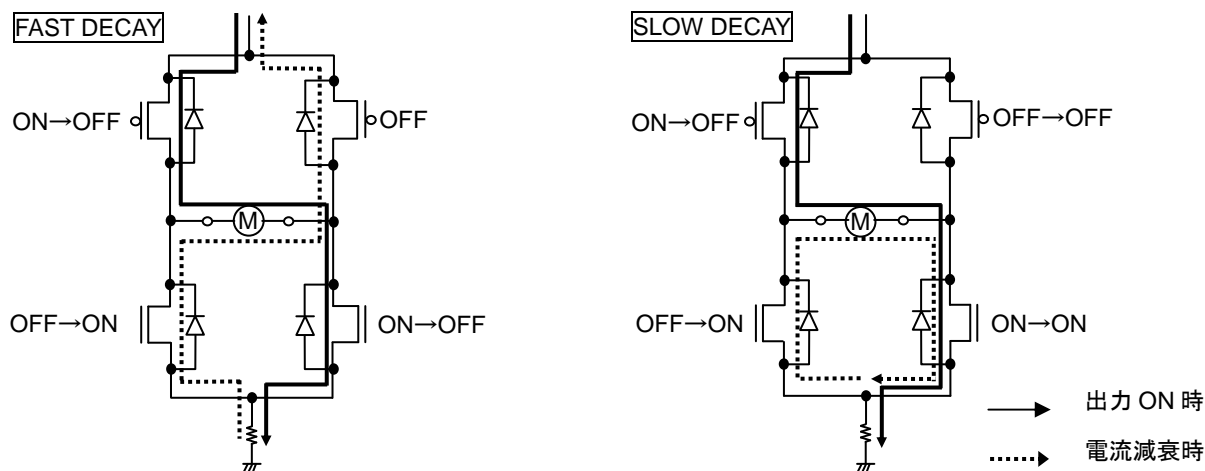 FAST DECAY
ON→OFF
OFF
M
OFF→ON
ON→OFF
SLOW DECAY
ON→OFF
OFF→OFF
M
OFF→ON
ON→ON
出力 ON 時
電流減衰時